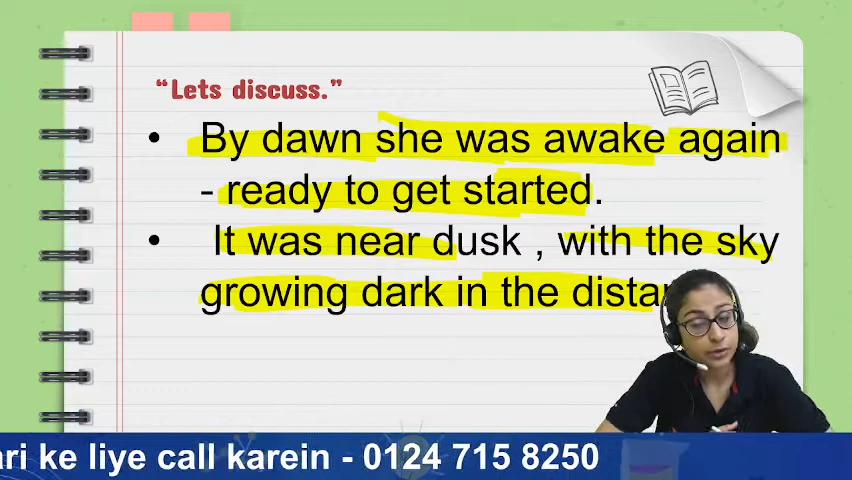 “Lets discuss.”
• By dawn she was awake again
- ready to get started.
• It was near dusk , with the sky
growing dark in the
ke liye call karein - 0124 715 8250